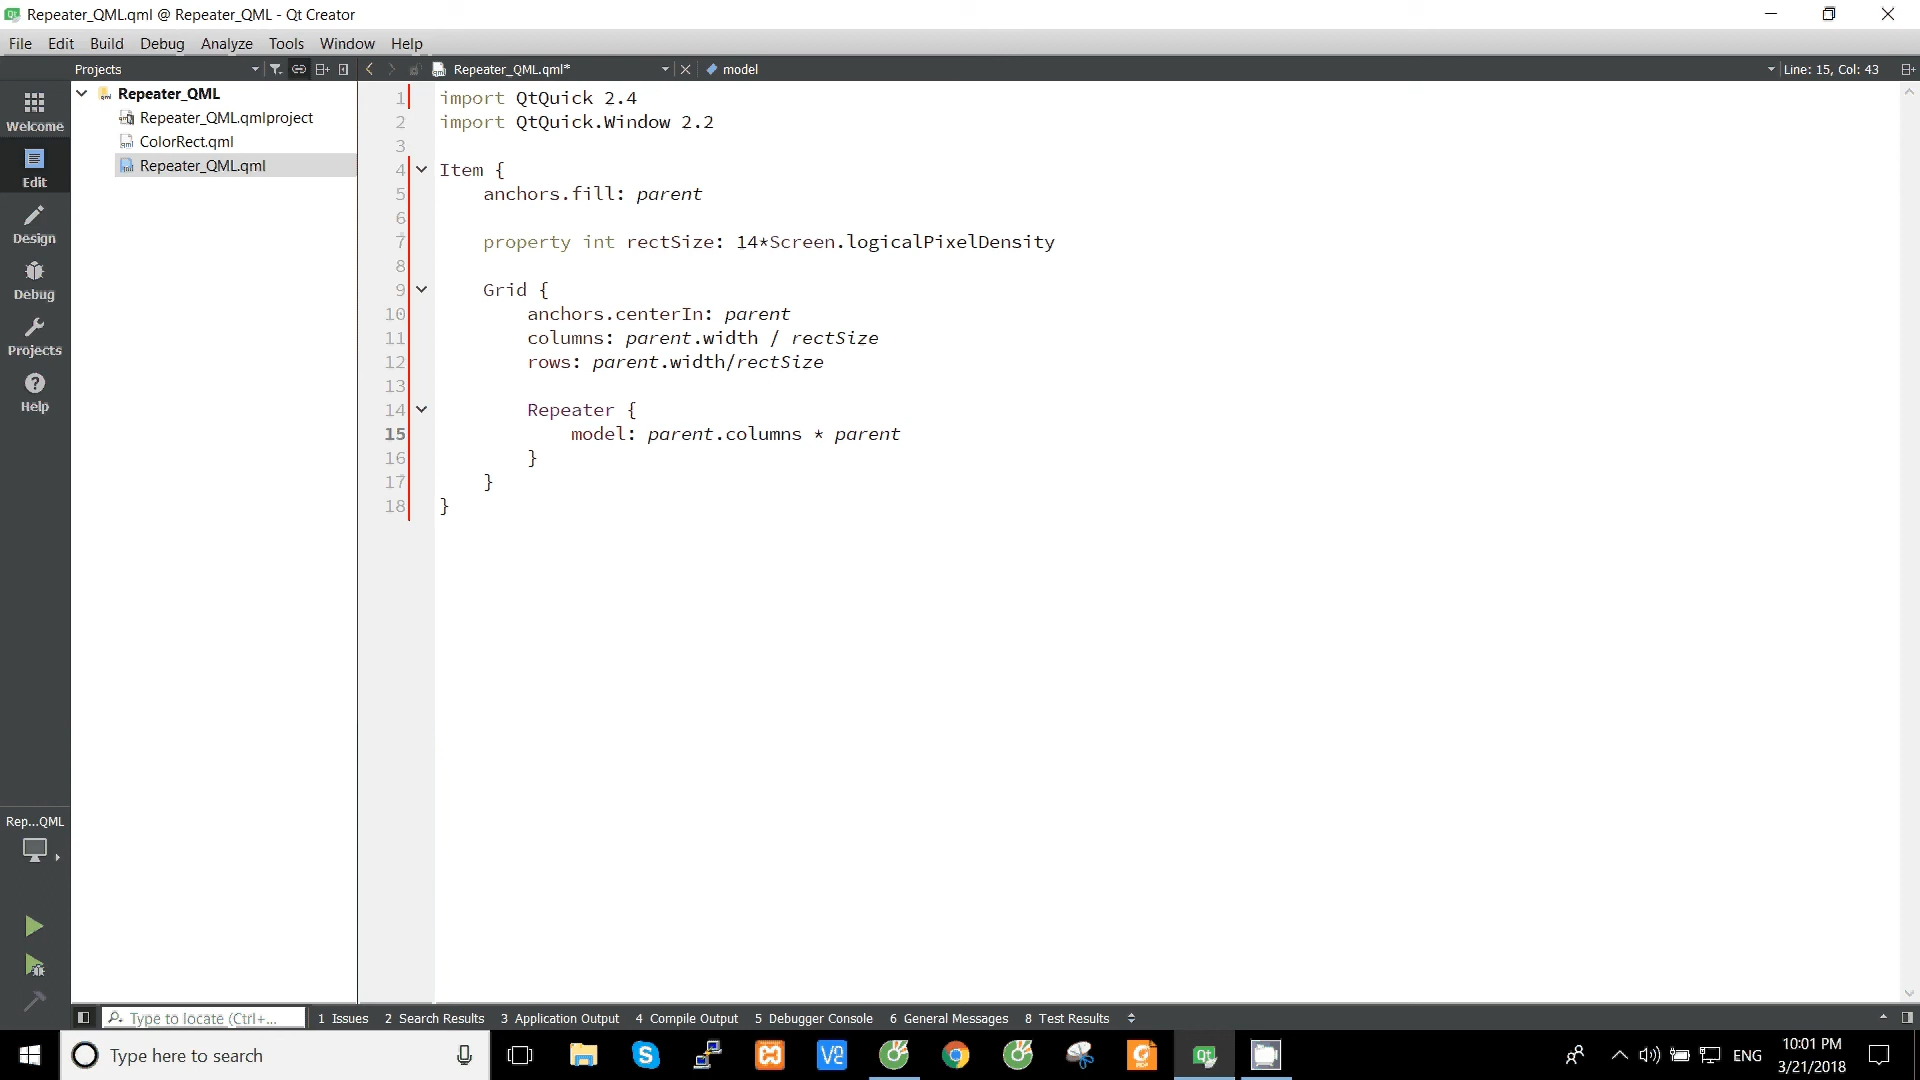 Repeater_QML.qml @ Repeater_QML - Qt Creator
File Edit Build Debug Analyze Tools Window Help
Projects
Repeater_QML.qml*
model
Line: 15, Col: 43
Repeater_QML
Repeater_QML.qmlproject
ColorRect.qml
Repeater_QML.qml
Welcome
Edit
Design
Debug
Projects
Help
1 import QtQuick 2.4
2 import QtQuick.Window 2.2
3
4 Item {
5 anchors.fill: parent
6
7 property int rectSize: 14*Screen.logicalPixelDensity
8
9 Grid {
10 anchors.centerIn: parent
11 columns: parent.width / rectSize
12 rows: parent.width/rectSize
13
14 Repeater {
15 model: parent.columns * parent
16 }
17 }
18 }
Rep...QML
Type to locate (Ctrl+...
1 Issues 2 Search Results 3 Application Output 4 Compile Output 5 Debugger Console 6 General Messages 8 Test Results
Type here to search
ENG
10:01 PM
3/21/2018